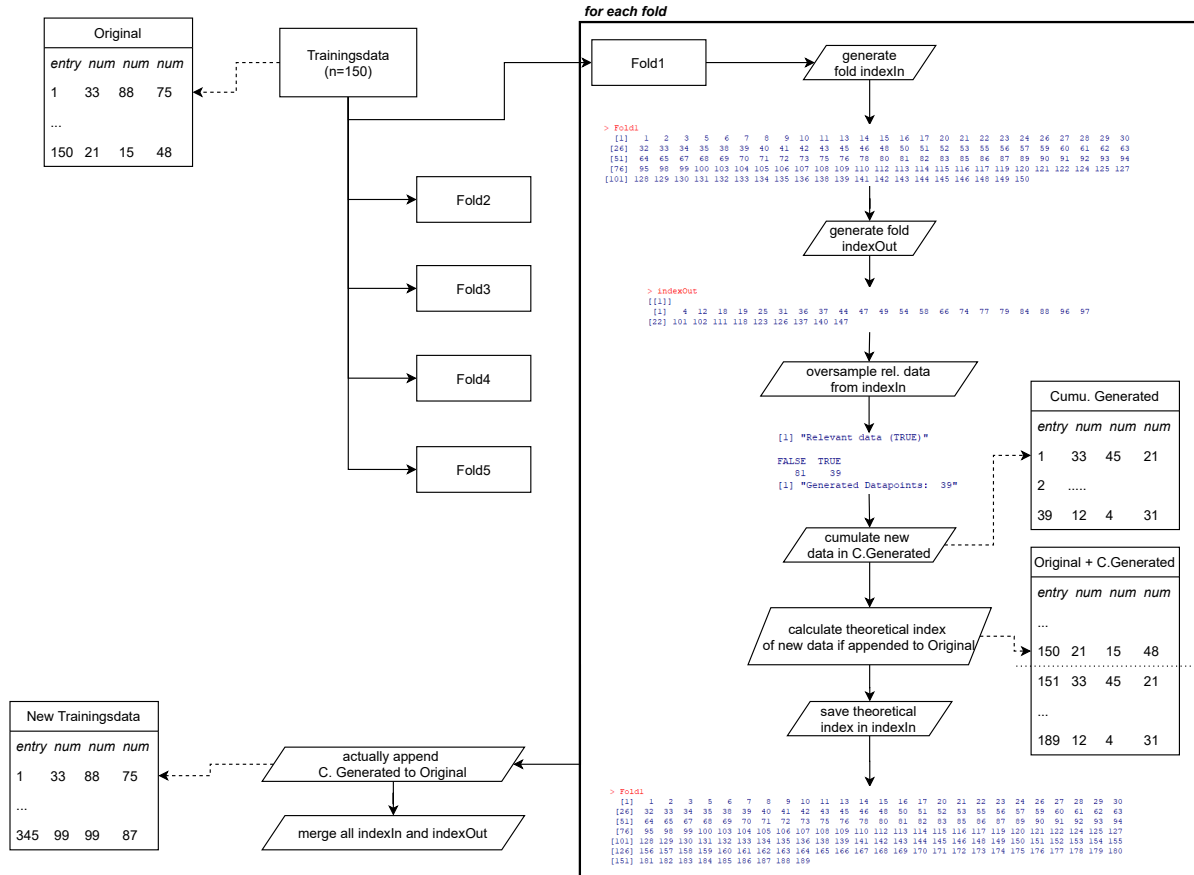 for each fold
Original
entry num num num
1 33 88 75
...
150 21 15 48
Trainingsdata
(n=150)
Fold1
generate
fold indexIn
> Fold1
[1] 1 2 3 5 6 7 8 9 10 11 13 14 15 16 17 20 21 22 23 24 26 27 28 29 30
[26] 32 33 34 35 38 39 40 41 42 43 45 46 48 50 51 52 53 55 56 57 59 60 61 62 63
[51] 64 65 67 68 69 70 71 72 73 75 76 78 80 81 82 83 85 86 87 89 90 91 92 93 94
[76] 95 98 99 100 103 104 105 106 107 108 109 110 112 113 114 115 116 117 119 120 121 122 124 125 127
[101] 128 129 130 131 132 133 134 135 136 138 139 141 142 143 144 145 146 148 149 150
Fold2
generate fold
indexOut
Fold3
> indexOut
[[1]]
[1] 4 12 18 19 25 31 36 37 44 47 49 54 58 66 74 77 79 84 88 96 97
[22] 101 102 111 118 123 126 137 140 147
Fold4
oversample rel. data
from indexIn
Fold5
[1] "Relevant data (TRUE)"
FALSE TRUE
81 39
[1] "Generated Datapoints: 39"
Cumu. Generated
entry num num num
1 33 45 21
2 .....
39 12 4 31
cumulate new
data in C.Generated
Original + C.Generated
entry num num num
...
150 21 15 48
151 33 45 21
...
189 12 4 31
calculate theoretical index
of new data if appended to Original
save theoretical
index in indexIn
New Trainingsdata
entry num num num
1 33 88 75
...
345 99 99 87
actually append
C. Generated to Original
merge all indexIn and indexOut
> Fold1
[1] 1 2 3 5 6 7 8 9 10 11 13 14 15 16 17 20 21 22 23 24 26 27 28 29 30
[26] 32 33 34 35 38 39 40 41 42 43 45 46 48 50 51 52 53 55 56 57 59 60 61 62 63
[51] 64 65 67 68 69 70 71 72 73 75 76 78 80 81 82 83 85 86 87 89 90 91 92 93 94
[76] 95 98 99 100 103 104 105 106 107 108 109 110 112 113 114 115 116 117 119 120 121 122 124 125 127
[101] 128 129 130 131 132 133 134 135 136 138 139 141 142 143 144 145 146 148 149 150 151 152 153 154 155
[126] 156 157 158 159 160 161 162 163 164 165 166 167 168 169 170 171 172 173 174 175 176 177 178 179 180
[151] 181 182 183 184 185 186 187 188 189